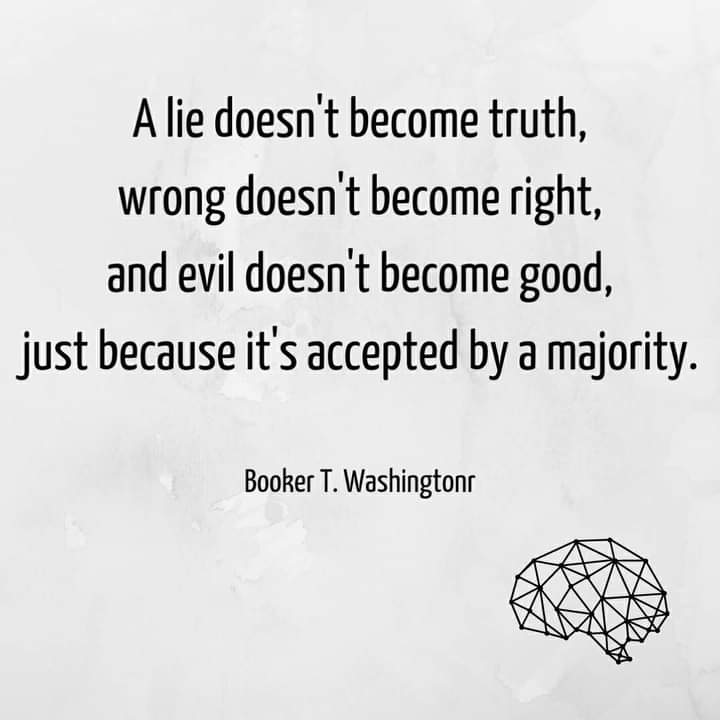 A lie doesn't become truth,
wrong doesn't become right,
and evil doesn't become good,
just because it's accepted by a majority.
Booker T. Washingtonr